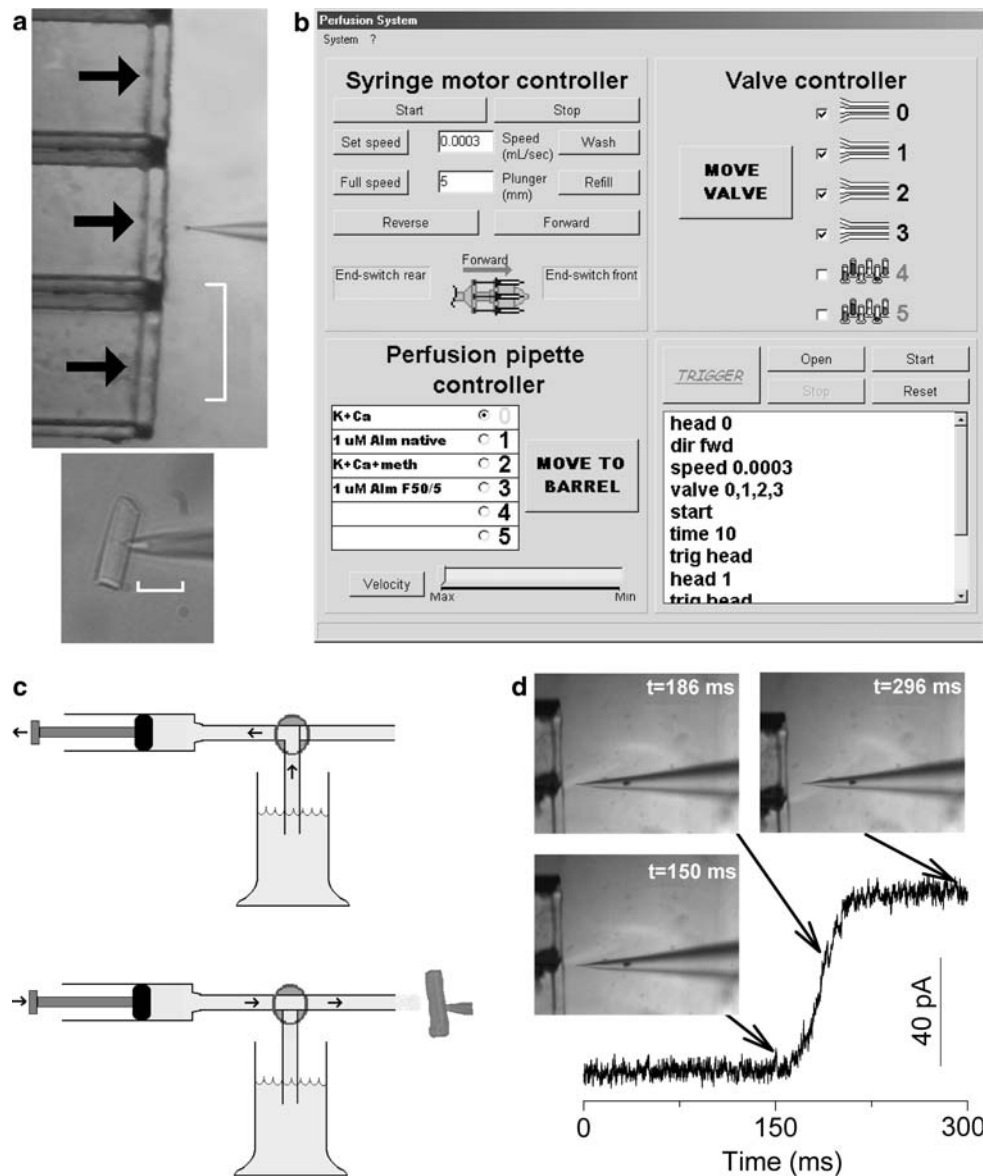 a
b
Perfusion System
System ?
Syringe motor controller
Start Stop
Set speed 0.0003 Speed (mL/sec) Wash
Full speed 5 Plunger (mm) Refill
Reverse Forward
Forward
End-switch rear End-switch front
Valve controller
MOVE VALVE
0
1
2
3
4
5
Perfusion pipette controller
K+Ca 0
1 uM Alm native 1
K+Ca+meth 2
1 uM Alm F50/5 3
4
5
MOVE TO BARREL
Velocity
Max Min
TRIGGER
Open Start
Stop Reset
head 0
dir fwd
speed 0.0003
valve 0,1,2,3
start
time 10
trig head
head 1
trig head
c
d
t=186 ms
t=296 ms
t=150 ms
40 pA
0 150 300
Time (ms)